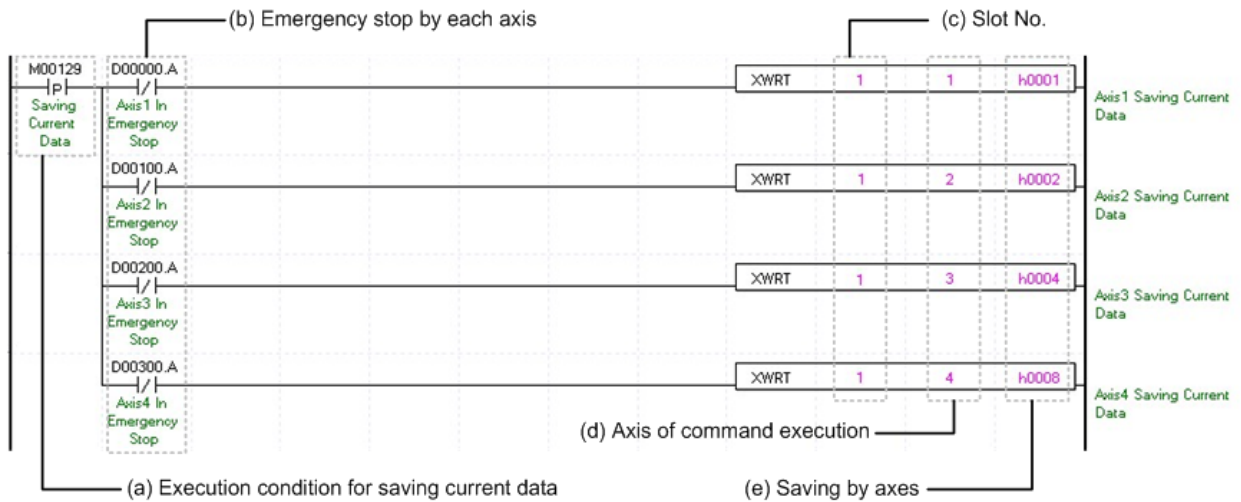 (b) Emergency stop by each axis
(c) Slot No.
M00129
D00000.A
P
Saving
Current
Data
Axis1 In
Emergency
Stop
XWRT 1 1 h0001
Axis1 Saving Current
Data
D00100.A
Axis2 In
Emergency
Stop
XWRT 1 2 h0002
Axis2 Saving Current
Data
D00200.A
Axis3 In
Emergency
Stop
XWRT 1 3 h0004
Axis3 Saving Current
Data
D00300.A
Axis4 In
Emergency
Stop
XWRT 1 4 h0008
Axis4 Saving Current
Data
(d) Axis of command execution
(a) Execution condition for saving current data
(e) Saving by axes